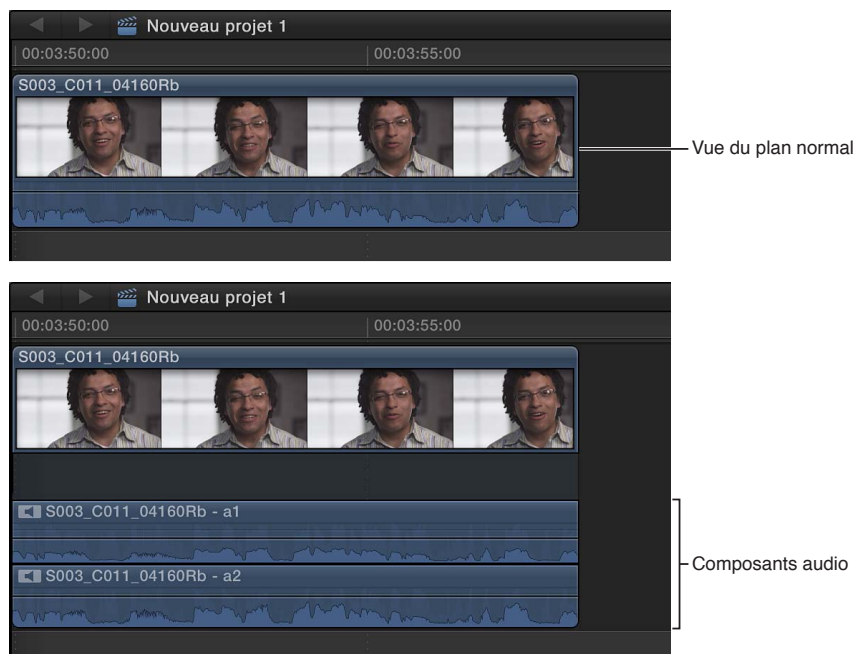 Nouveau projet 1
00:03:50:00 00:03:55:00
S003_C011_04160Rb
Vue du plan normal
Nouveau projet 1
00:03:50:00 00:03:55:00
S003_C011_04160Rb
S003_C011_04160Rb - a1
Composants audio
S003_C011_04160Rb - a2